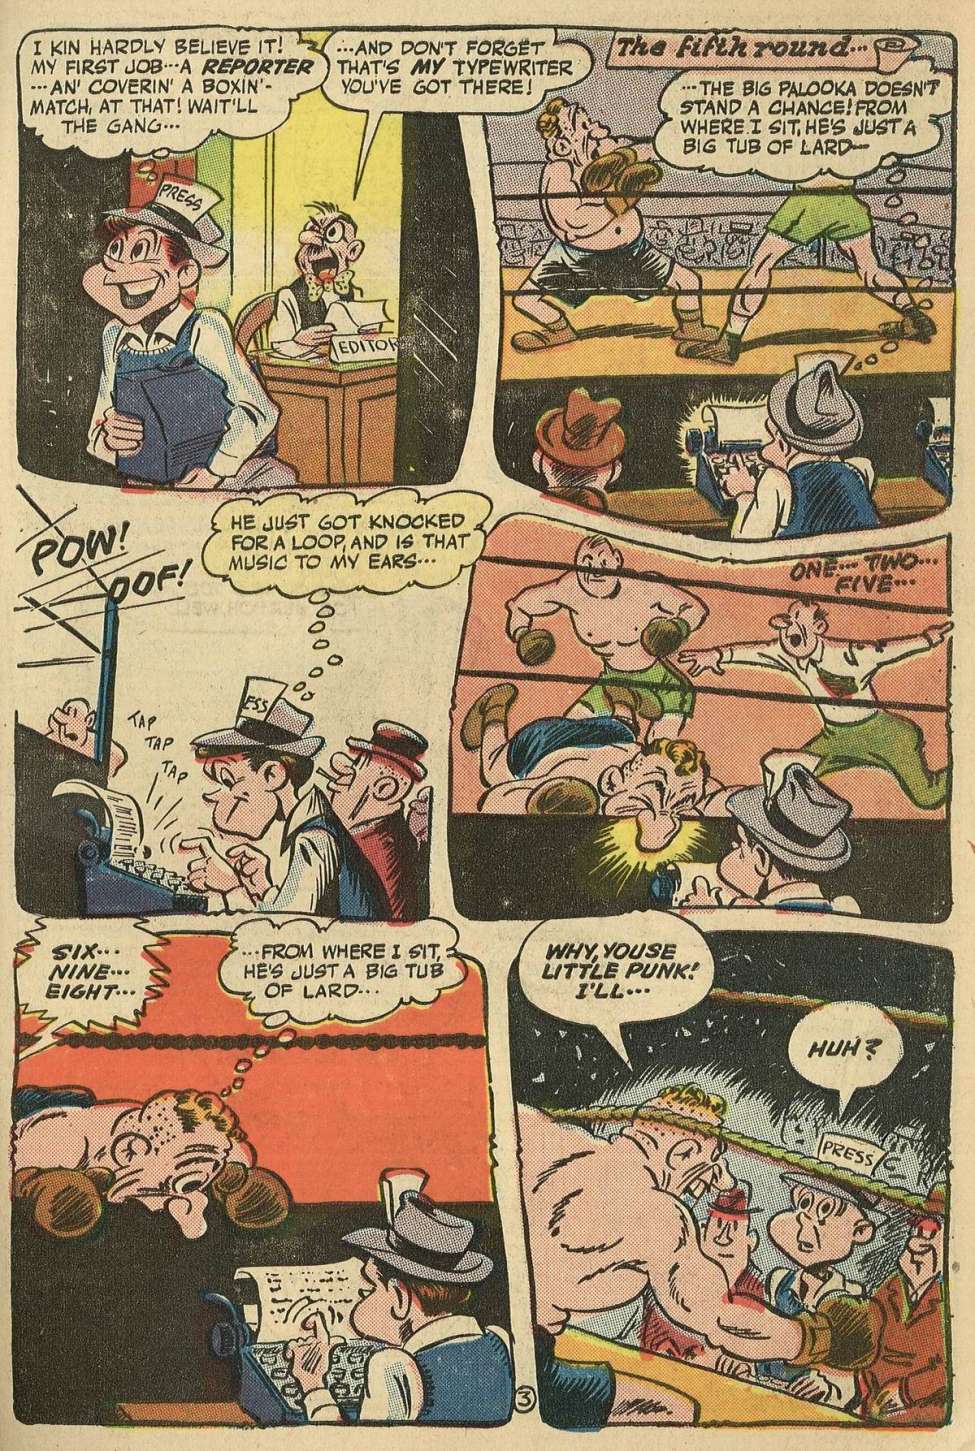 I KIN HARDLY BELIEVE IT!
MY FIRST JOB---A REPORTER
---AN' COVERIN' A BOXIN'-
MATCH, AT THAT! WAIT'LL
THE GANG---
---AND DON'T FORGET
THAT'S MY TYPEWRITER
YOU'VE GOT THERE!
PRESS
EDITOR
The fifth round---
---THE BIG PALOOKA DOESN'T
STAND A CHANCE! FROM
WHERE I SIT, HE'S JUST A
BIG TUB OF LARD---
POW!
OOF!
HE JUST GOT KNOCKED
FOR A LOOP, AND IS THAT
MUSIC TO MY EARS---
ESS
TAP
TAP
TAP
ONE--- TWO---
FIVE---
SIX---
NINE---
EIGHT---
---FROM WHERE I SIT,
HE'S JUST A BIG TUB
OF LARD---
WHY, YOUSE
LITTLE PUNK!
I'LL---
HUH?
PRESS
3